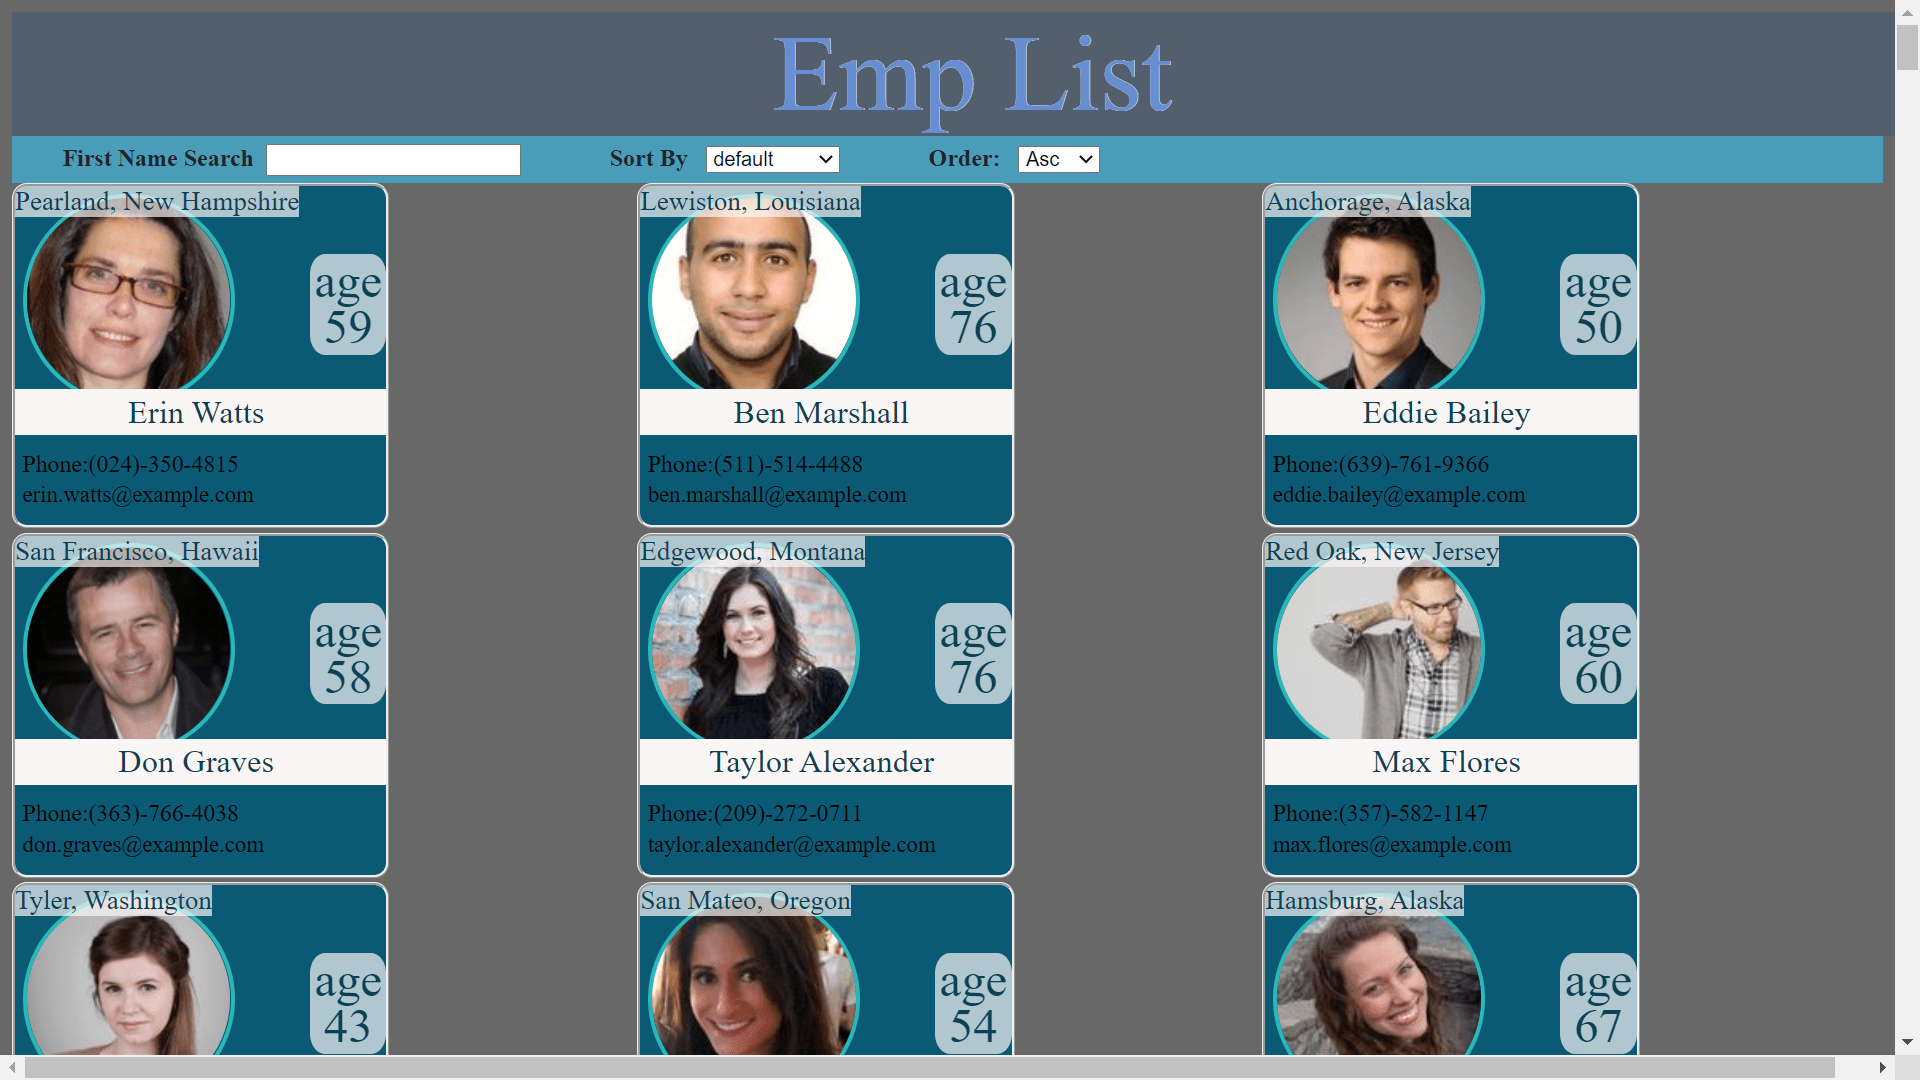 Emp List
First Name Search Sort By default Order: Asc
Pearland, New Hampshire
age
59
Erin Watts
Phone:(024)-350-4815
erin.watts@example.com
Lewiston, Louisiana
age
76
Ben Marshall
Phone:(511)-514-4488
ben.marshall@example.com
Anchorage, Alaska
age
50
Eddie Bailey
Phone:(639)-761-9366
eddie.bailey@example.com
San Francisco, Hawaii
age
58
Don Graves
Phone:(363)-766-4038
don.graves@example.com
Edgewood, Montana
age
76
Taylor Alexander
Phone:(209)-272-0711
taylor.alexander@example.com
Red Oak, New Jersey
age
60
Max Flores
Phone:(357)-582-1147
max.flores@example.com
Tyler, Washington
age
43
San Mateo, Oregon
age
54
Hamsburg, Alaska
age
67